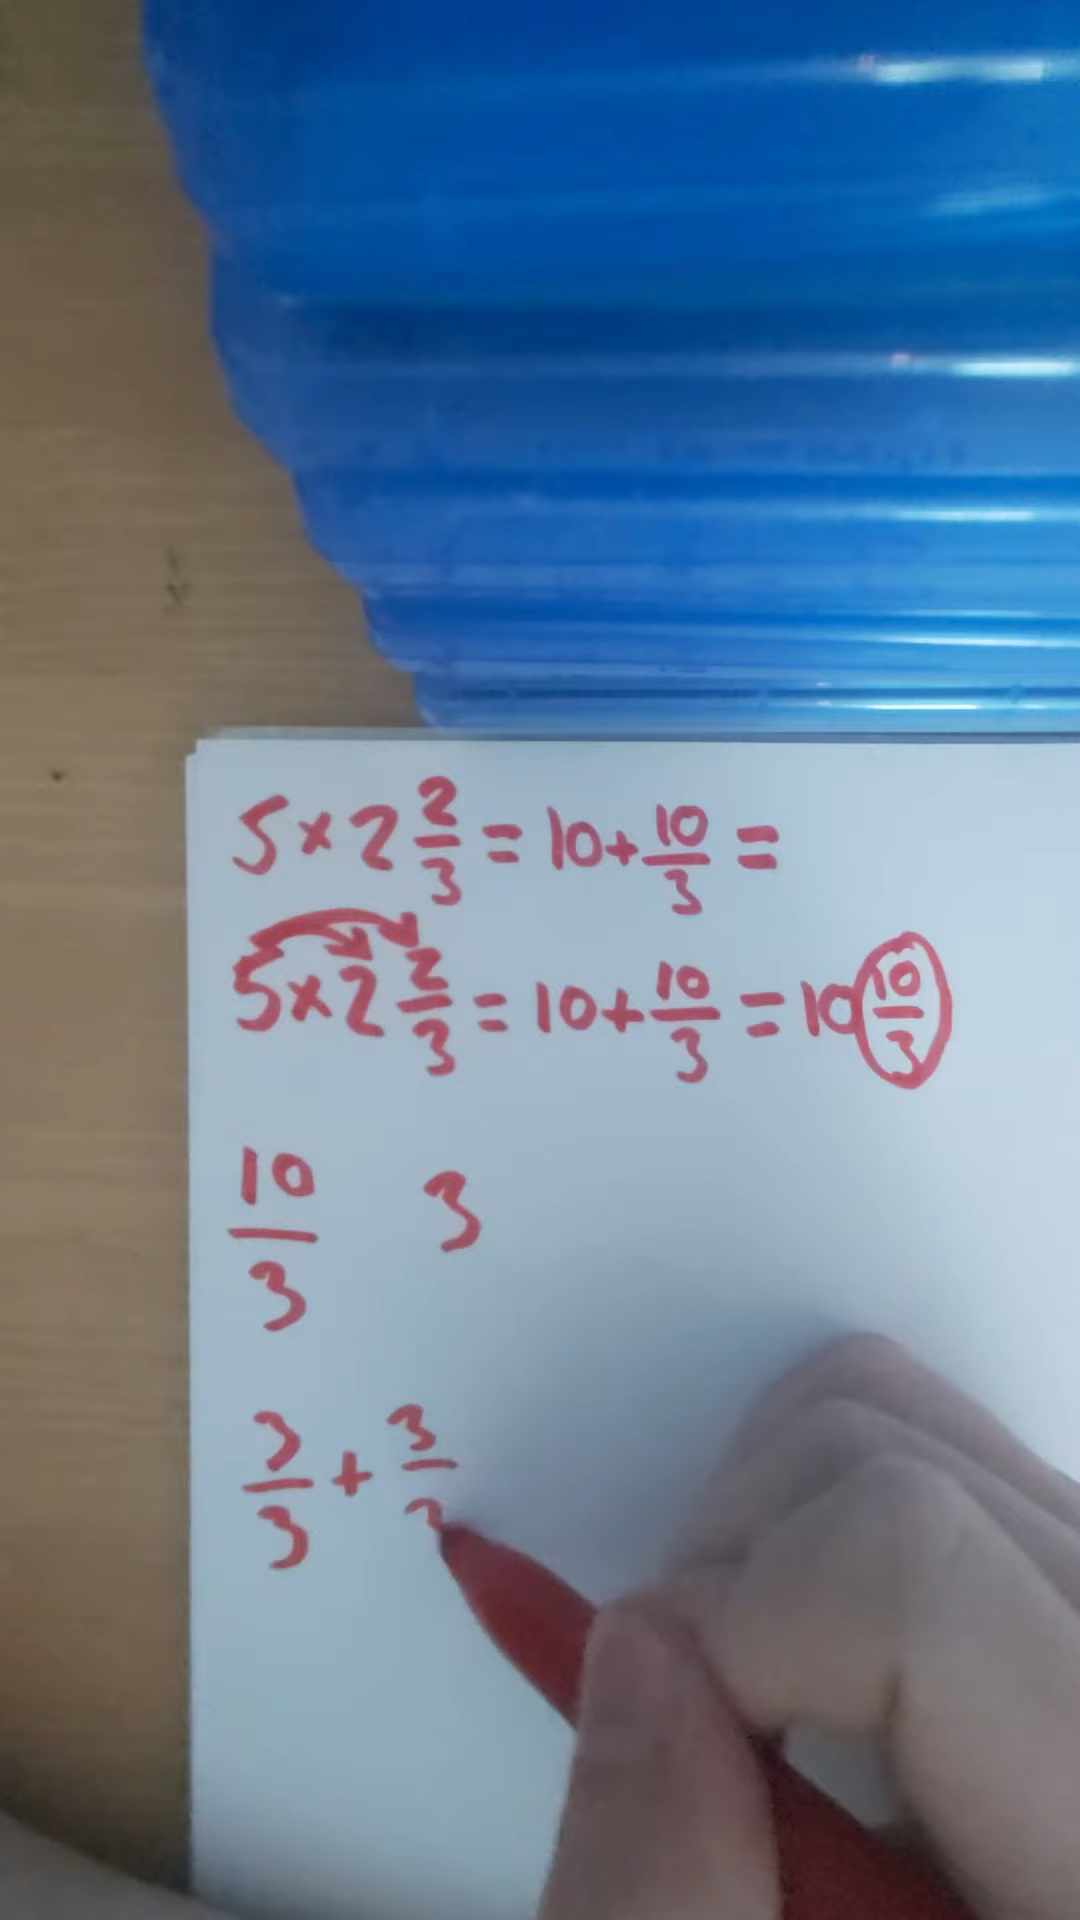 5 × 2 2/3 = 10 + 10/3 =
5 × 2 2/3 = 10 + 10/3 = 10 10/3
10/3 3
3/3 + 3/3